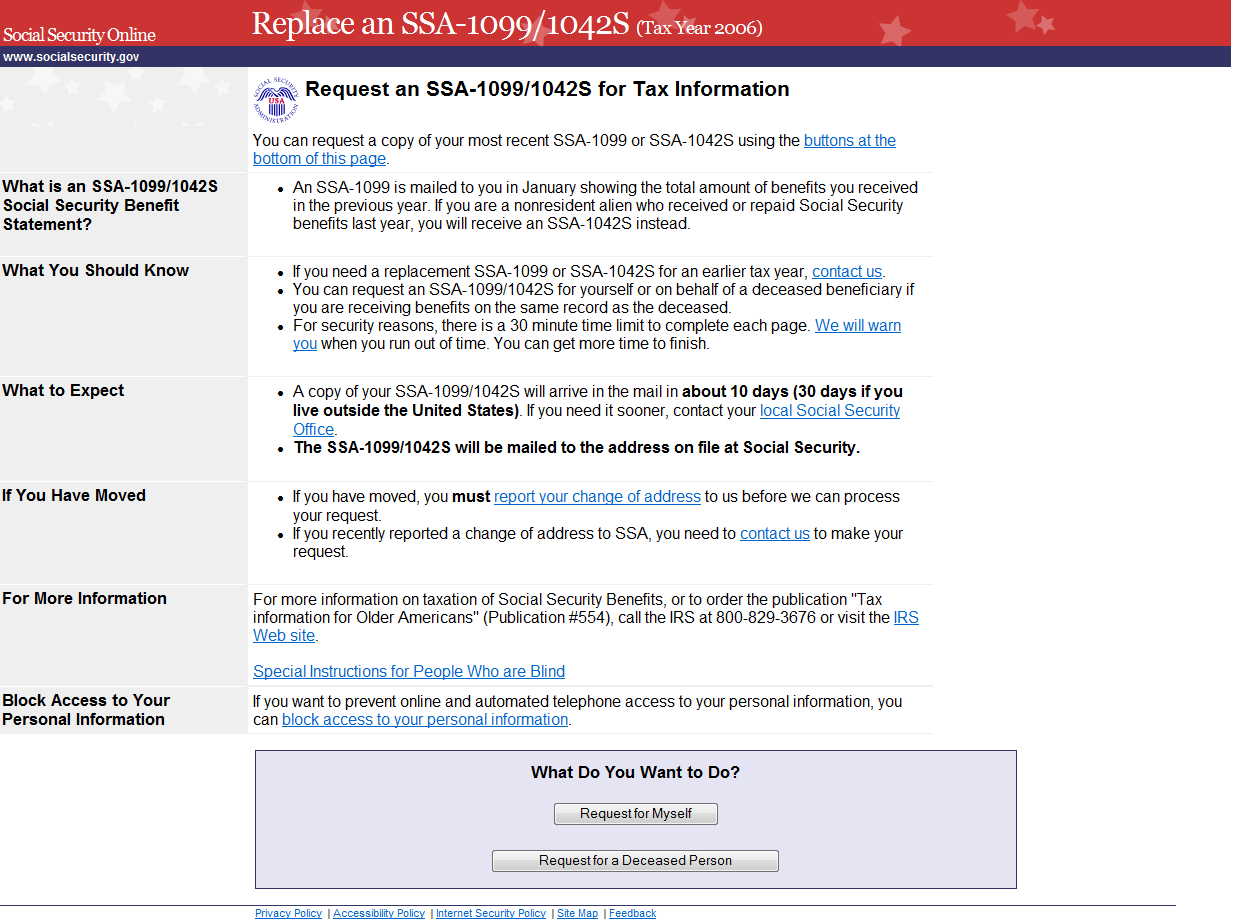 Social Security Online
Replace an SSA-1099/1042S (Tax Year 2006)
www.socialsecurity.gov
SOCIAL SECURITY ADMINISTRATION
USA
Request an SSA-1099/1042S for Tax Information
You can request a copy of your most recent SSA-1099 or SSA-1042S using the buttons at the
bottom of this page.
What is an SSA-1099/1042S
Social Security Benefit
Statement?
• An SSA-1099 is mailed to you in January showing the total amount of benefits you received
in the previous year. If you are a nonresident alien who received or repaid Social Security
benefits last year, you will receive an SSA-1042S instead.
What You Should Know
• If you need a replacement SSA-1099 or SSA-1042S for an earlier tax year, contact us.
• You can request an SSA-1099/1042S for yourself or on behalf of a deceased beneficiary if
you are receiving benefits on the same record as the deceased.
• For security reasons, there is a 30 minute time limit to complete each page. We will warn
you when you run out of time. You can get more time to finish.
What to Expect
• A copy of your SSA-1099/1042S will arrive in the mail in about 10 days (30 days if you
live outside the United States). If you need it sooner, contact your local Social Security
Office.
• The SSA-1099/1042S will be mailed to the address on file at Social Security.
If You Have Moved
• If you have moved, you must report your change of address to us before we can process
your request.
• If you recently reported a change of address to SSA, you need to contact us to make your
request.
For More Information
For more information on taxation of Social Security Benefits, or to order the publication "Tax
information for Older Americans" (Publication #554), call the IRS at 800-829-3676 or visit the IRS
Web site.
Special Instructions for People Who are Blind
Block Access to Your
Personal Information
If you want to prevent online and automated telephone access to your personal information, you
can block access to your personal information.
What Do You Want to Do?
Request for Myself
Request for a Deceased Person
Privacy Policy | Accessibility Policy | Internet Security Policy | Site Map | Feedback